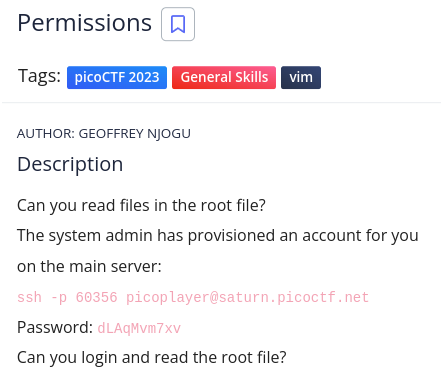 Permissions
Tags: picoCTF 2023 General Skills vim
AUTHOR: GEOFFREY NJOGU
Description
Can you read files in the root file?
The system admin has provisioned an account for you
on the main server:
ssh -p 60356 picoplayer@saturn.picoctf.net
Password: dLAqMvm7xv
Can you login and read the root file?